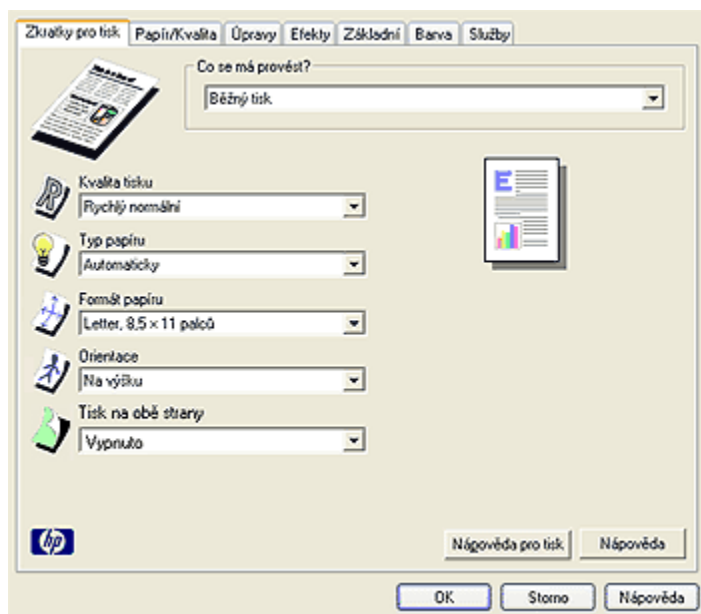 Zkratky pro tisk Papír/Kvalita Úpravy Efekty Základní Barva Služby
Co se má provést?
Běžný tisk
Kvalita tisku
Rychlý normální
Typ papíru
Automaticky
Formát papíru
Letter, 8,5 × 11 palců
Orientace
Na výšku
Tisk na obě strany
Vypnuto
hp
Nápověda pro tisk Nápověda
OK Storno Nápověda